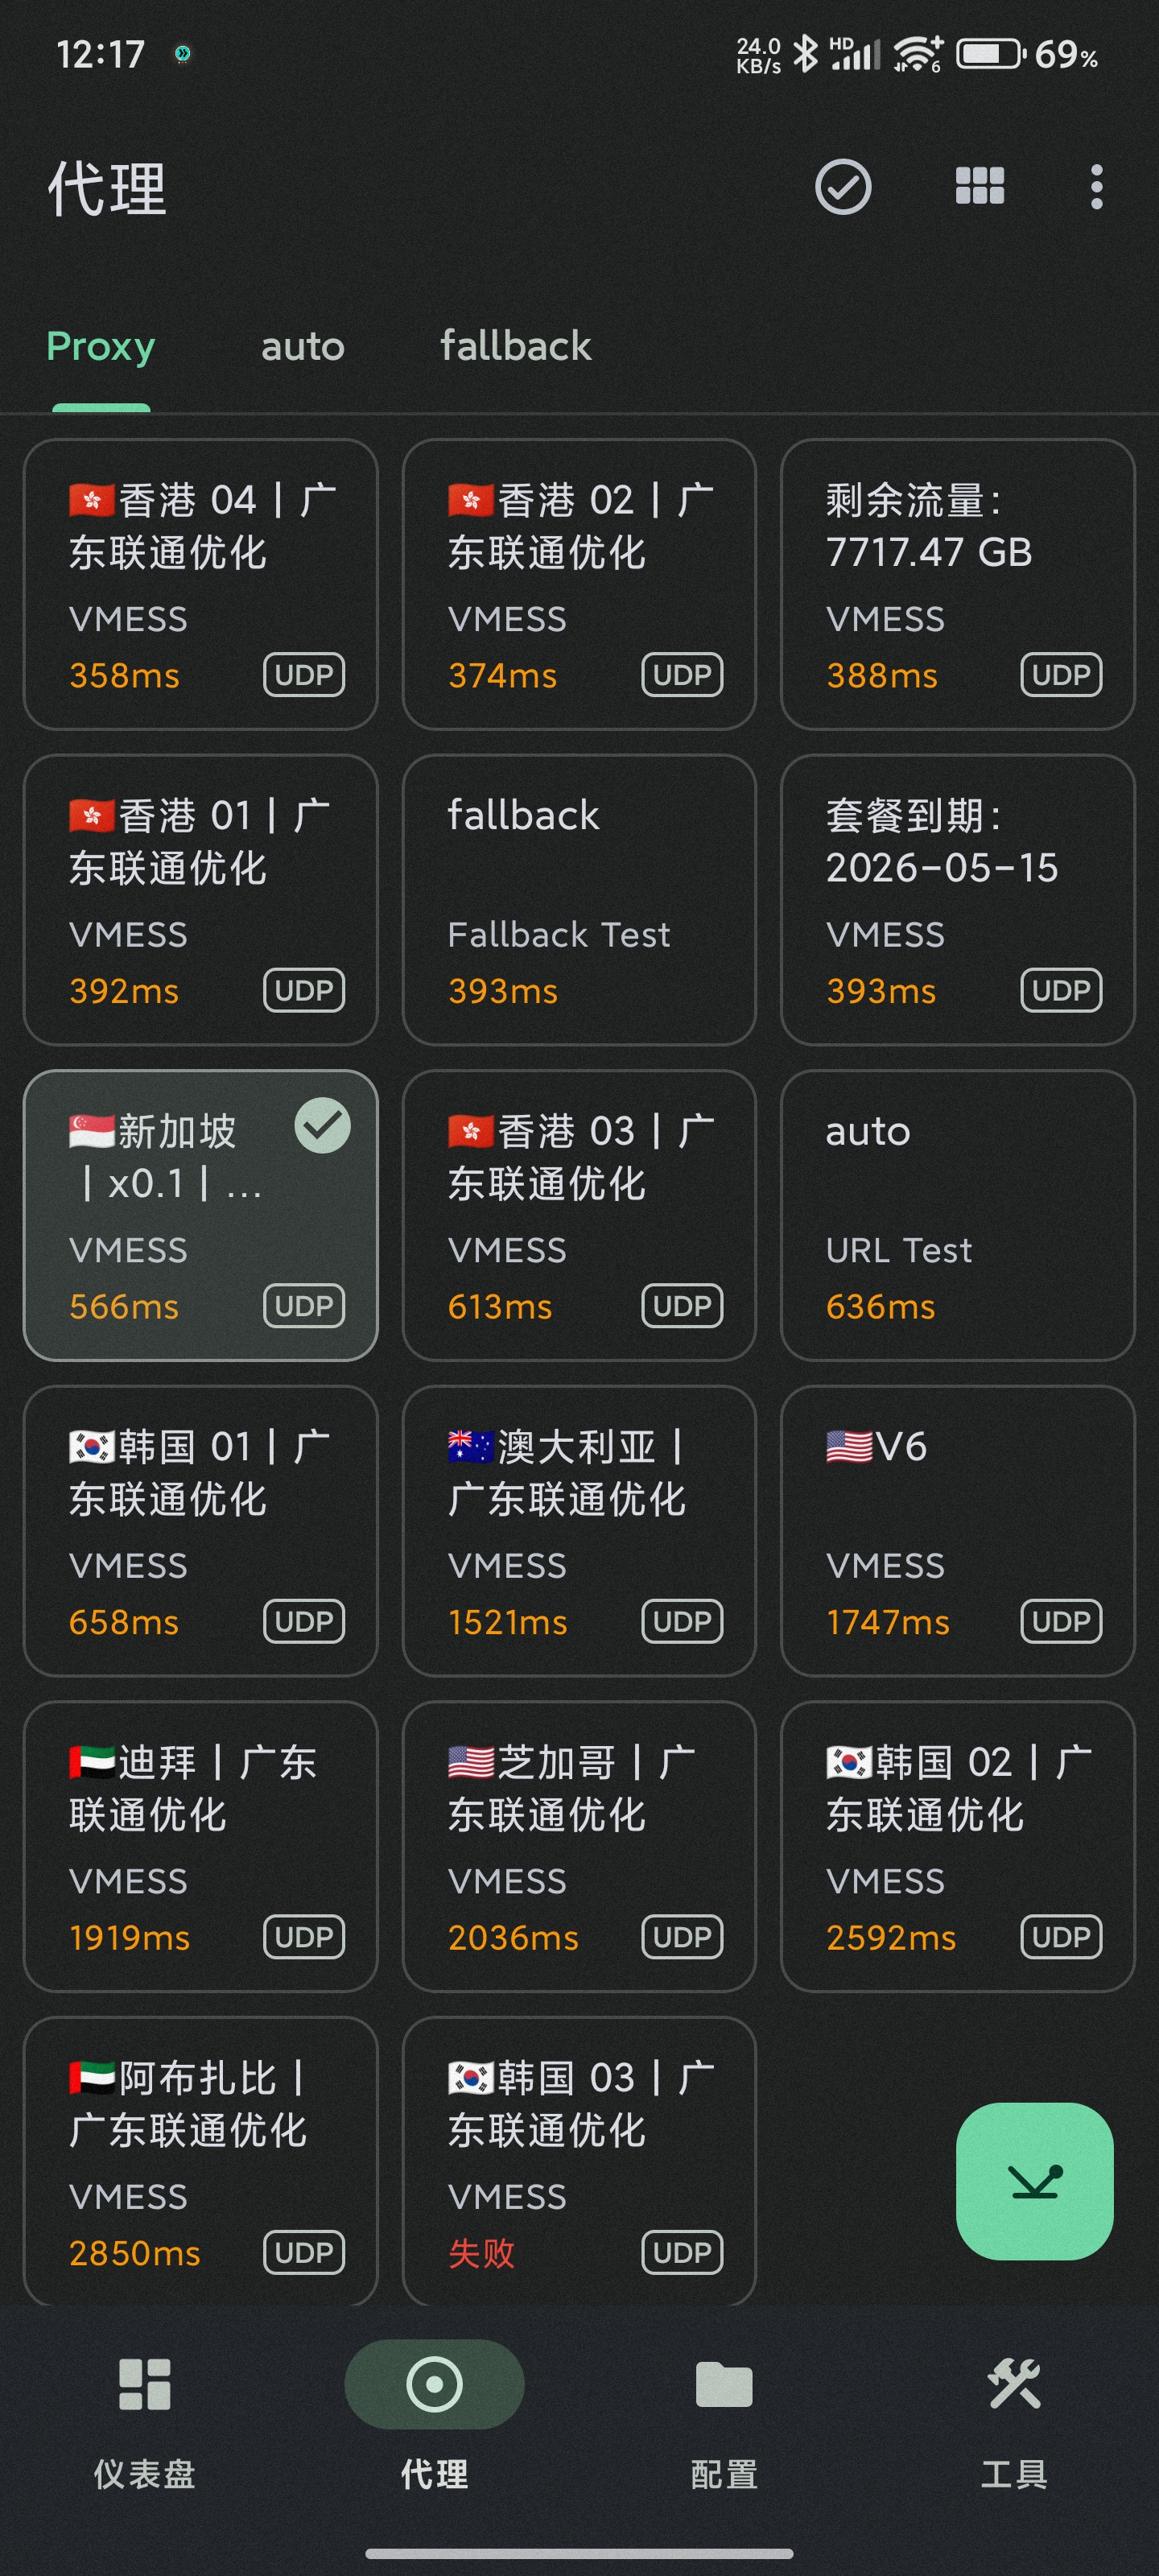 12:17
24.0
KB/s
HD
6
69%
代理
Proxy
auto
fallback
🇭🇰香港 04 | 广
东联通优化
VMESS
358ms
UDP
🇭🇰香港 02 | 广
东联通优化
VMESS
374ms
UDP
剩余流量：
7717.47 GB
VMESS
388ms
UDP
🇭🇰香港 01 | 广
东联通优化
VMESS
392ms
UDP
fallback
Fallback Test
393ms
套餐到期：
2026-05-15
VMESS
393ms
UDP
🇸🇬新加坡
| x0.1 | ...
VMESS
566ms
UDP
🇭🇰香港 03 | 广
东联通优化
VMESS
613ms
UDP
auto
URL Test
636ms
🇰🇷韩国 01 | 广
东联通优化
VMESS
658ms
UDP
🇦🇺澳大利亚 |
广东联通优化
VMESS
1521ms
UDP
🇺🇸V6
VMESS
1747ms
UDP
🇦🇪迪拜 | 广东
联通优化
VMESS
1919ms
UDP
🇺🇸芝加哥 | 广
东联通优化
VMESS
2036ms
UDP
🇰🇷韩国 02 | 广
东联通优化
VMESS
2592ms
UDP
🇦🇪阿布扎比 |
广东联通优化
VMESS
2850ms
UDP
🇰🇷韩国 03 | 广
东联通优化
VMESS
失败
UDP
仪表盘
代理
配置
工具